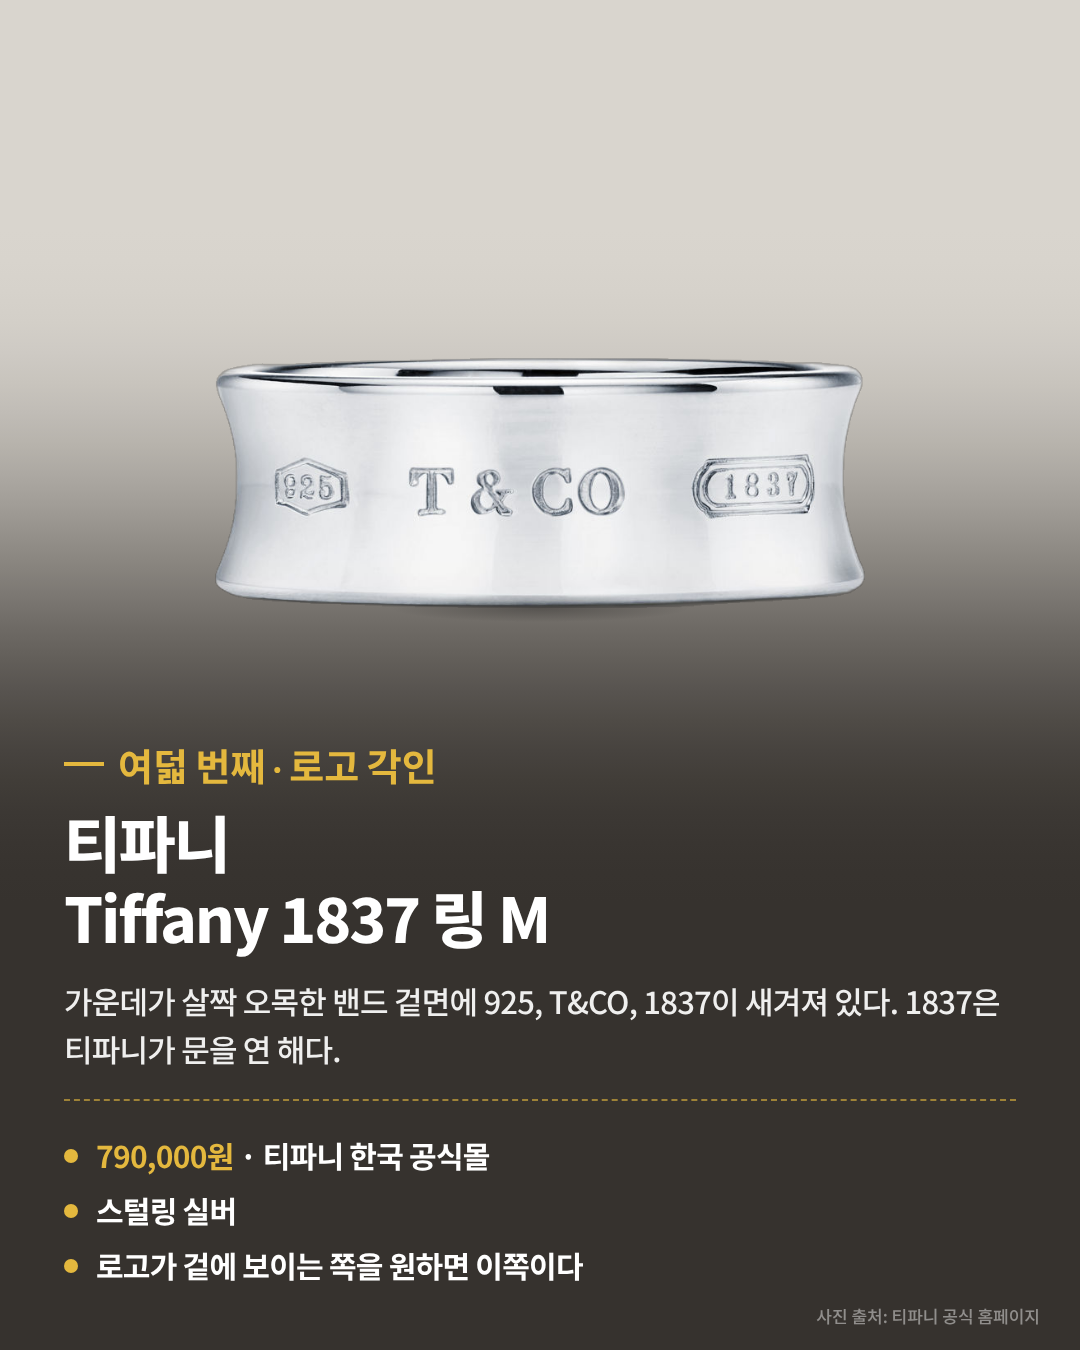 925 T & CO 1837
여덟 번째 · 로고 각인
티파니
Tiffany 1837 링 M
가운데가 살짝 오목한 밴드 겉면에 925, T&CO, 1837이 새겨져 있다. 1837은
티파니가 문을 연 해다.
790,000원 · 티파니 한국 공식몰
스털링 실버
로고가 겉에 보이는 쪽을 원하면 이쪽이다
사진 출처: 티파니 공식 홈페이지